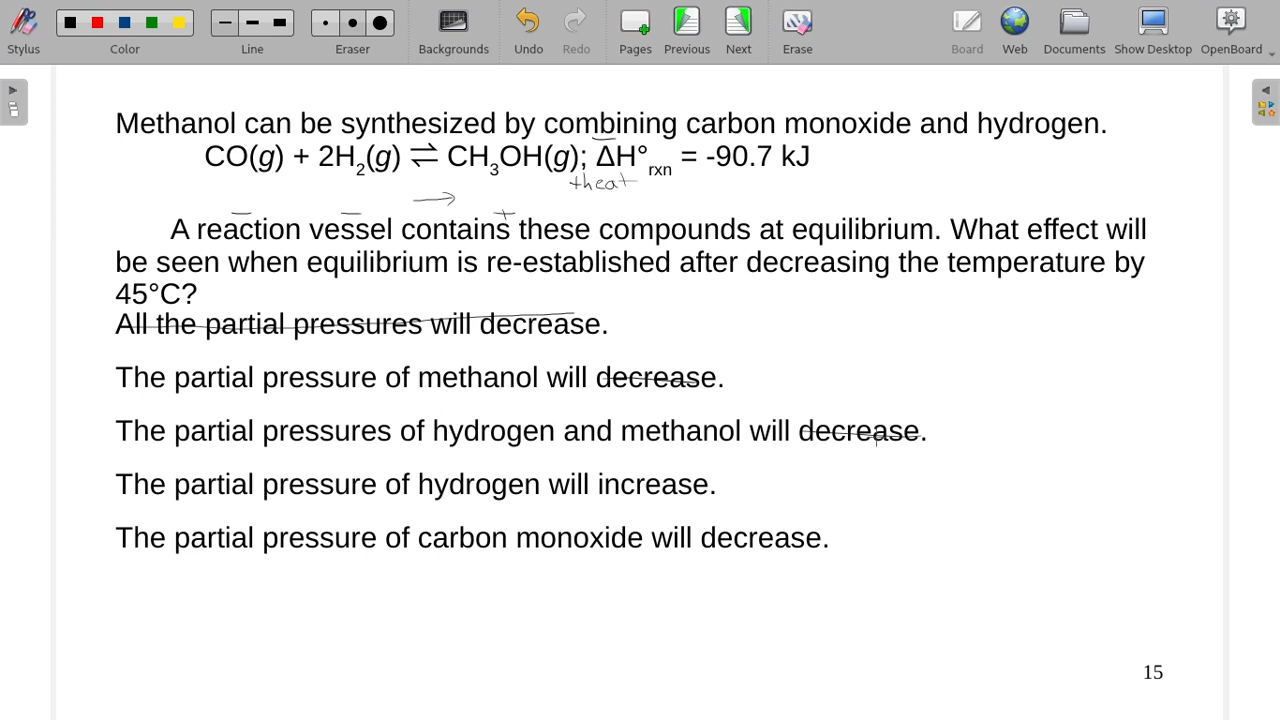 Stylus Color Line Eraser Backgrounds Undo Redo Pages Previous Next Erase Board Web Documents Show Desktop OpenBoard
Methanol can be synthesized by combining carbon monoxide and hydrogen.
CO(g) + 2H2(g) ⇌ CH3OH(g); ΔH°rxn = -90.7 kJ
+heat
A reaction vessel contains these compounds at equilibrium. What effect will
be seen when equilibrium is re-established after decreasing the temperature by
45°C?
All the partial pressures will decrease.
The partial pressure of methanol will decrease.
The partial pressures of hydrogen and methanol will decrease.
The partial pressure of hydrogen will increase.
The partial pressure of carbon monoxide will decrease.
15